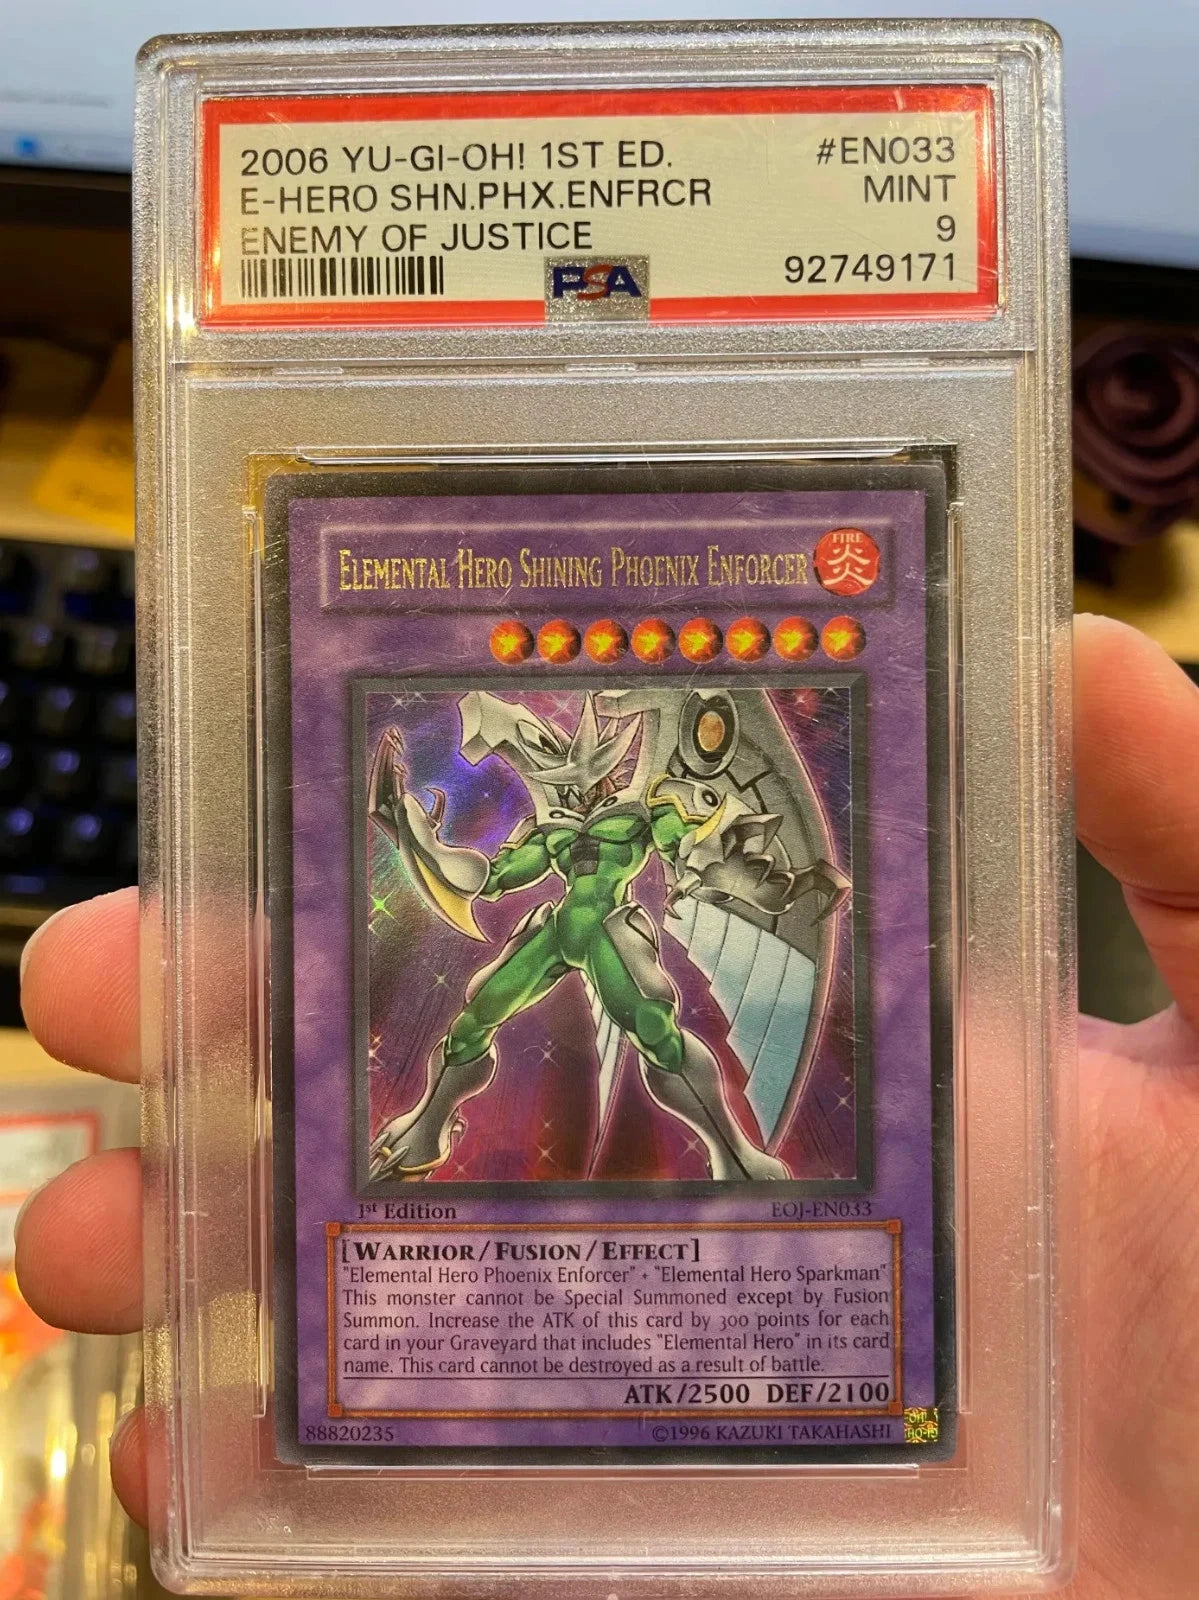 2006 YU-GI-OH! 1ST ED. #EN033
E-HERO SHN.PHX.ENFRCR MINT
ENEMY OF JUSTICE 9
PSA 92749171
ELEMENTAL HERO SHINING PHOENIX ENFORCER
FIRE
炎
1st Edition EOJ-EN033
[WARRIOR/FUSION/EFFECT]
"Elemental Hero Phoenix Enforcer" + "Elemental Hero Sparkman"
This monster cannot be Special Summoned except by Fusion
Summon. Increase the ATK of this card by 300 points for each
card in your Graveyard that includes "Elemental Hero" in its card
name. This card cannot be destroyed as a result of battle.
ATK/2500 DEF/2100
88820235 ©1996 KAZUKI TAKAHASHI